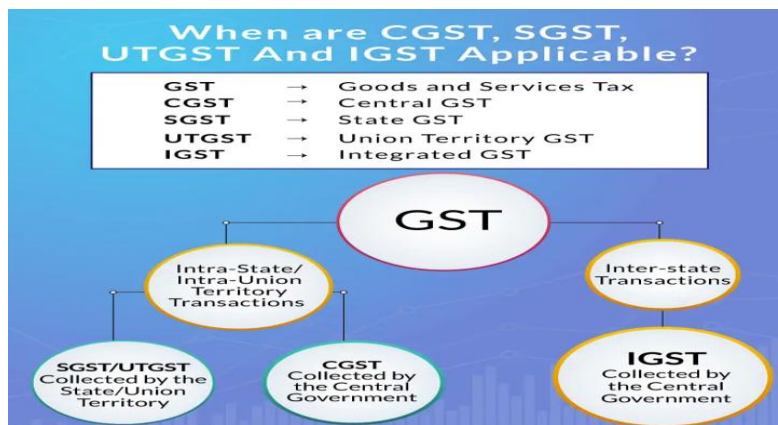 When are CGST, SGST,
UTGST And IGST Applicable?
GST → Goods and Services Tax
CGST → Central GST
SGST → State GST
UTGST → Union Territory GST
IGST → Integrated GST
GST
Intra-State/
Intra-Union
Territory
Transactions
Inter-state
Transactions
SGST/UTGST
Collected by the
State/Union
Territory
CGST
Collected by
the Central
Government
IGST
Collected by
the Central
Government